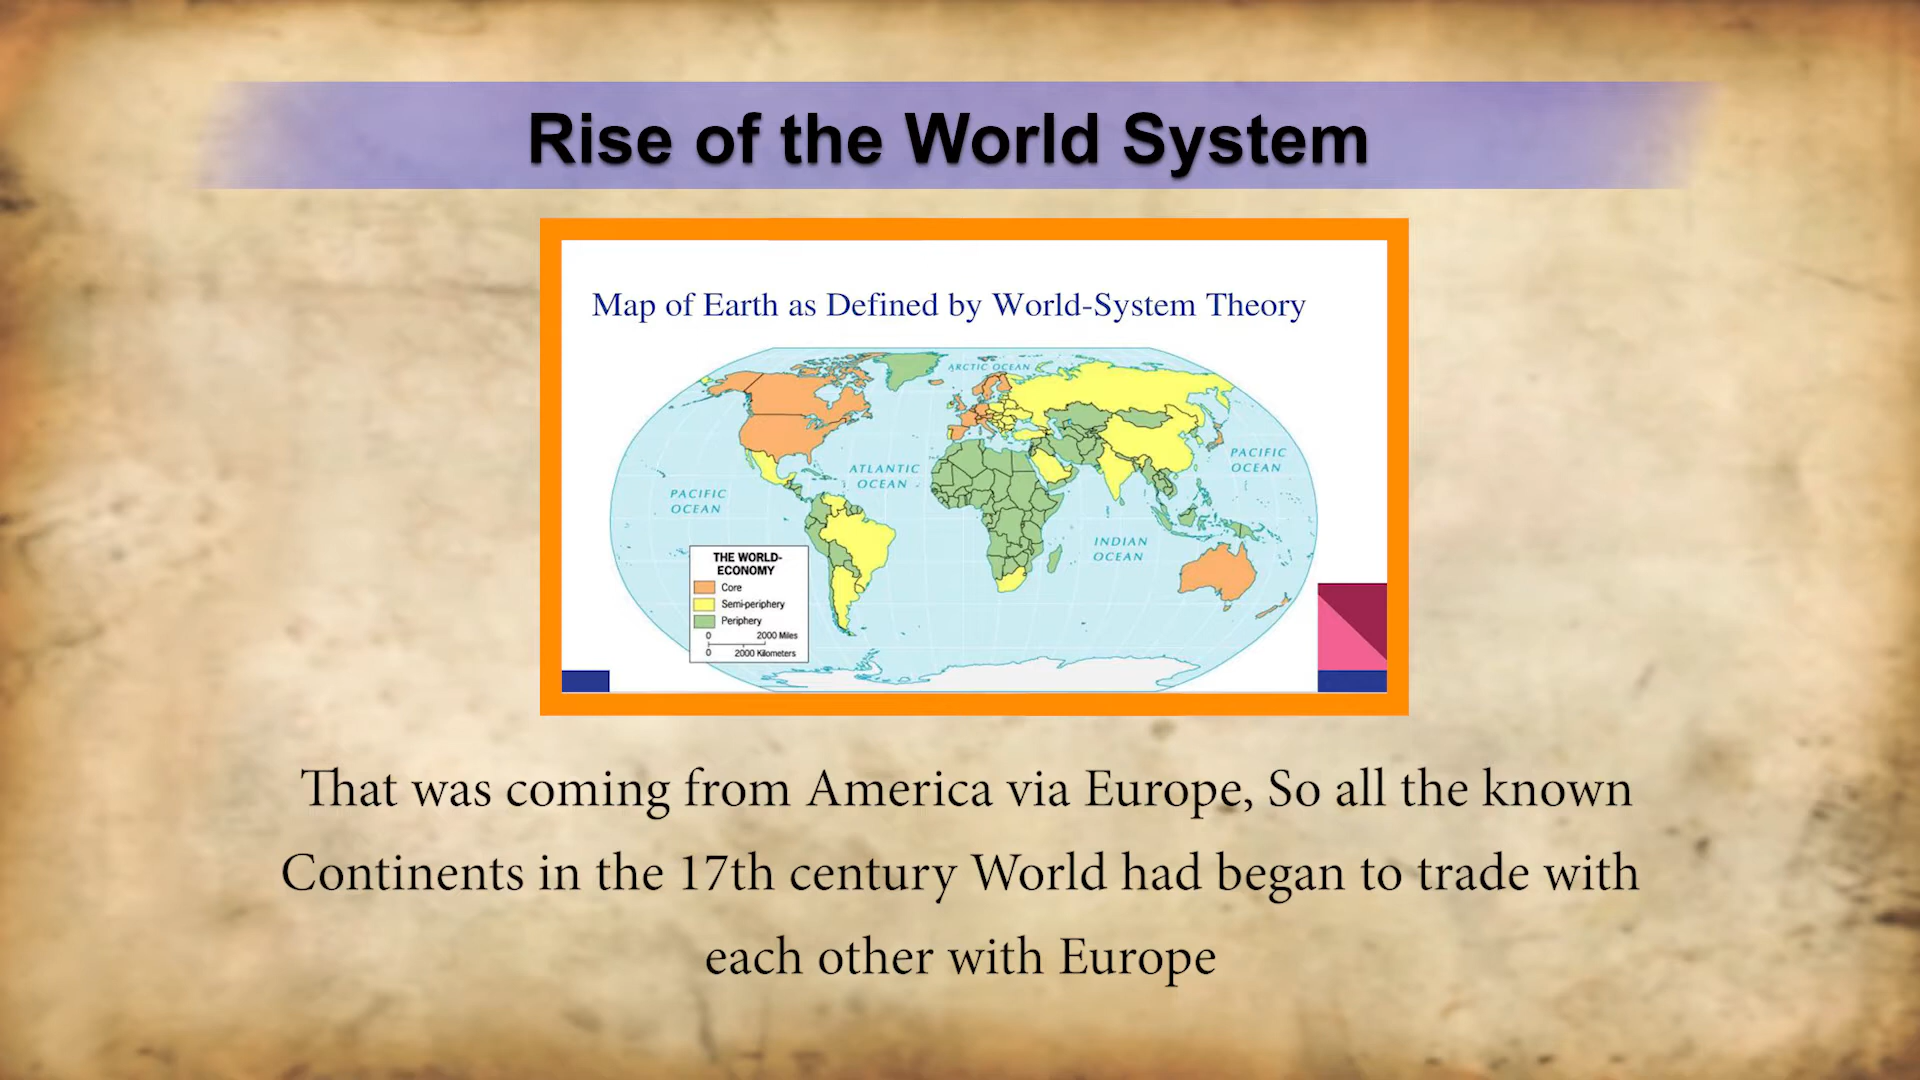 Rise of the World System
Map of Earth as Defined by World-System Theory
ARCTIC OCEAN
ATLANTIC
OCEAN
PACIFIC
OCEAN
PACIFIC
OCEAN
INDIAN
OCEAN
THE WORLD-
ECONOMY
Core
Semi-periphery
Periphery
0 2000 Miles
0 2000 Kilometers
That was coming from America via Europe, So all the known
Continents in the 17th century World had began to trade with
each other with Europe